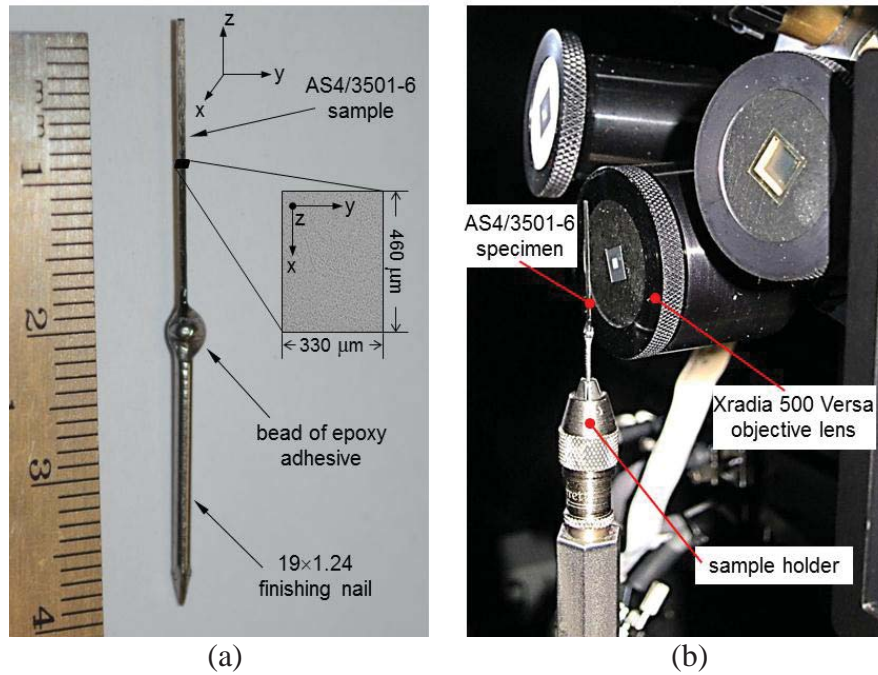 z
y
x
AS4/3501-6
sample
mm
1
2
3
4
y
z
x
460 μm
330 μm
bead of epoxy
adhesive
19×1.24
finishing nail
(a)
AS4/3501-6
specimen
Xradia 500 Versa
objective lens
sample holder
(b)